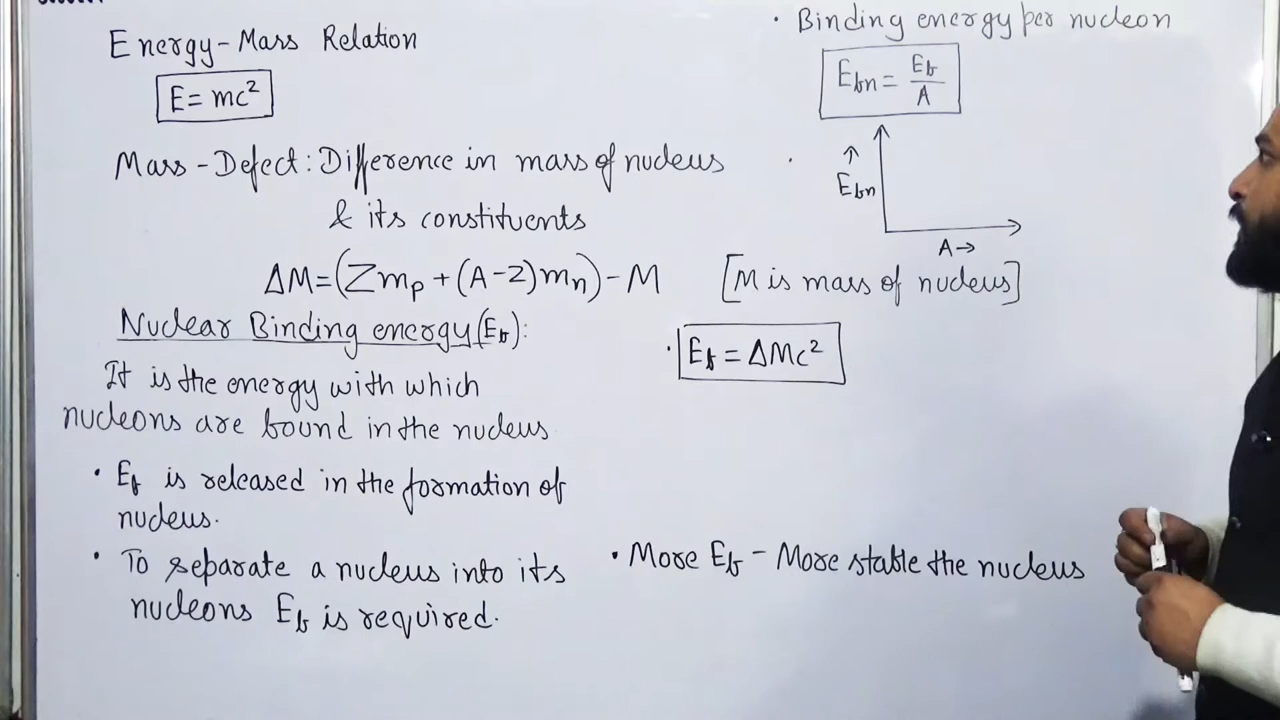 Energy-Mass Relation
E = mc²
Mass-Defect: Difference in mass of nucleus
& its constituents
ΔM = (Zmp + (A-Z)mn) - M [M is mass of nucleus]
Nuclear Binding energy (Eb):
It is the energy with which
nucleons are bound in the nucleus
· Eb is released in the formation of
nucleus.
· To separate a nucleus into its
nucleons Eb is required.
· Binding energy per nucleon
Ebn = Eb/A
↑
Ebn
A→
· Eb = ΔMc²
· More Eb - More stable the nucleus